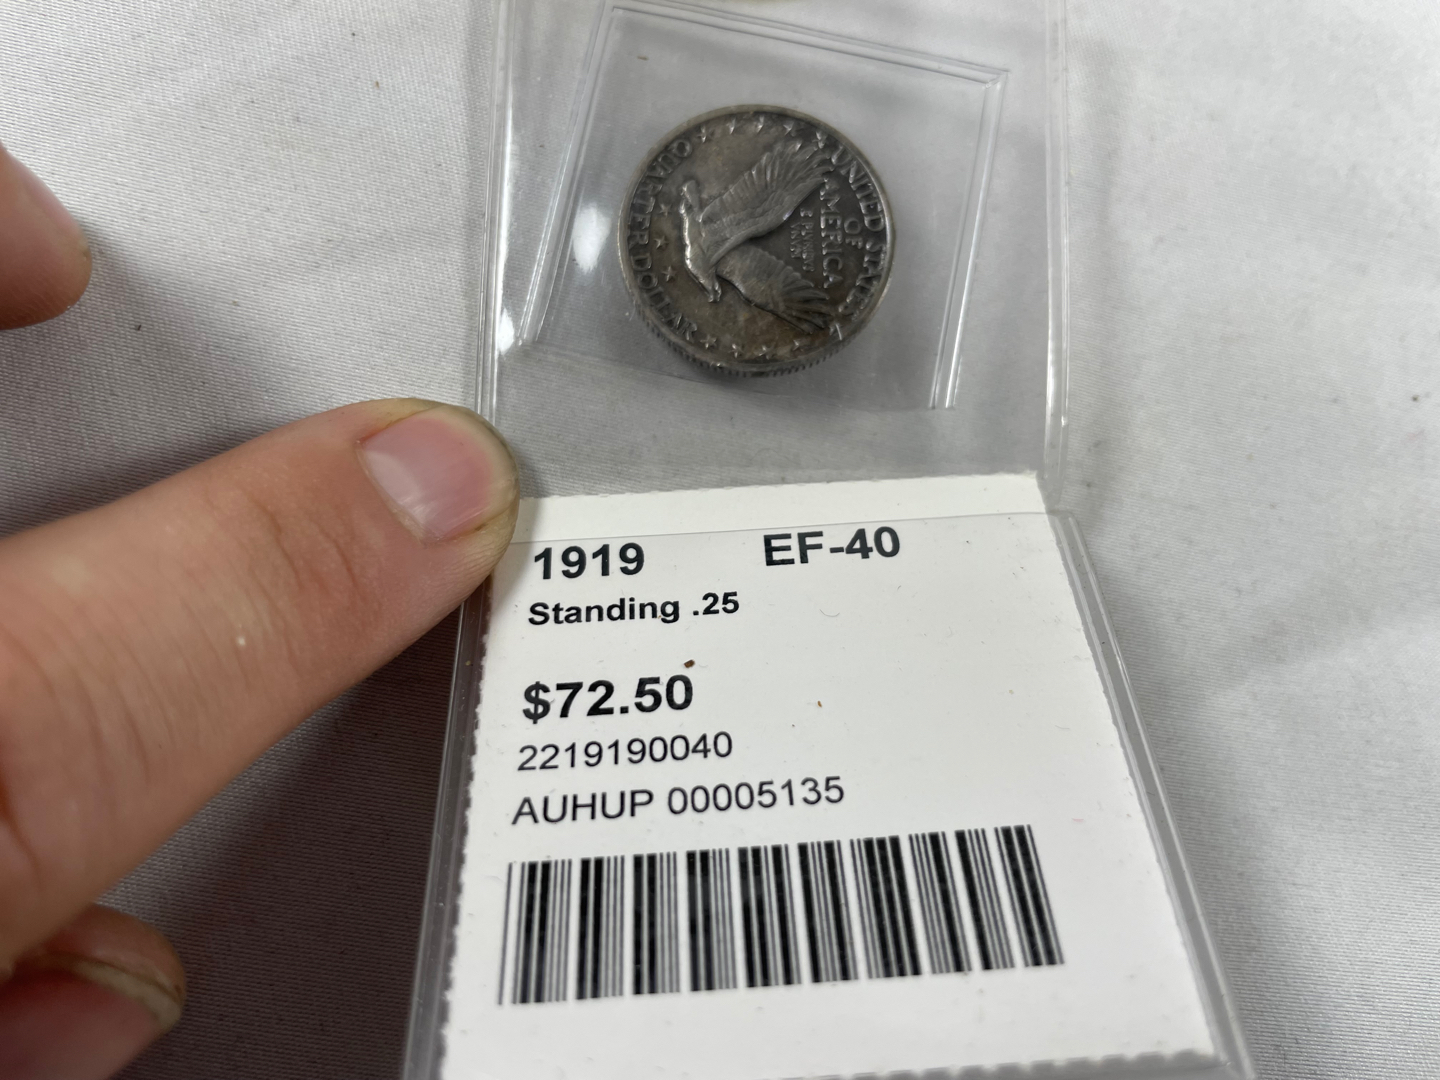 UNITED STATES
OF
AMERICA
E PLURIBUS
UNUM
QUARTER DOLLAR
1919 EF-40
Standing .25
$72.50
2219190040
AUHUP 00005135